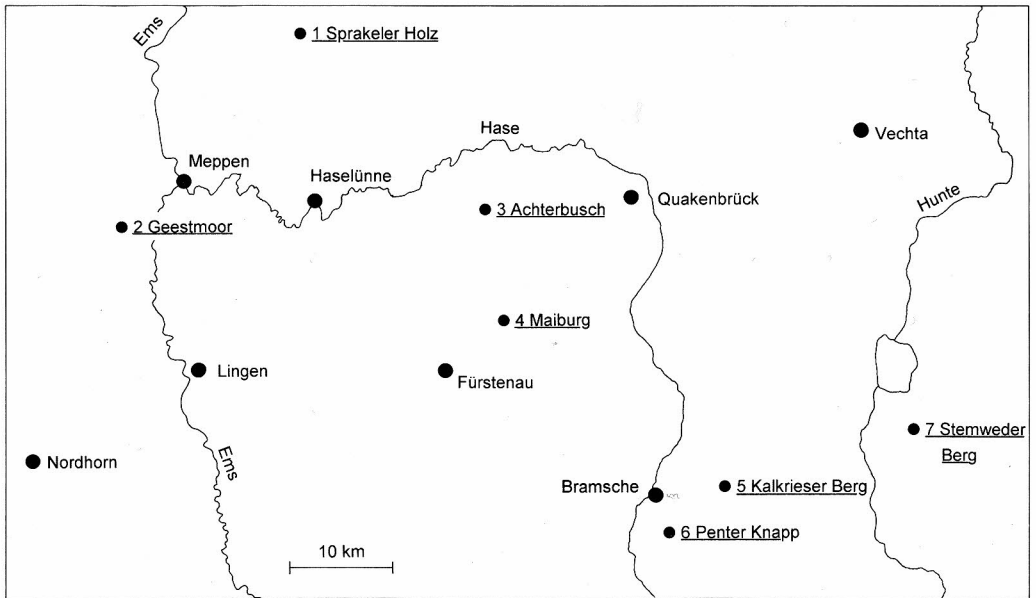 Ems
1 Sprakeler Holz
Hase
Vechta
Meppen
Haselünne
Quakenbrück
3 Achterbusch
Hunte
2 Geestmoor
4 Maiburg
Lingen
Fürstenau
7 Stemweder
Berg
Nordhorn
Ems
Bramsche
5 Kalkrieser Berg
6 Penter Knapp
10 km